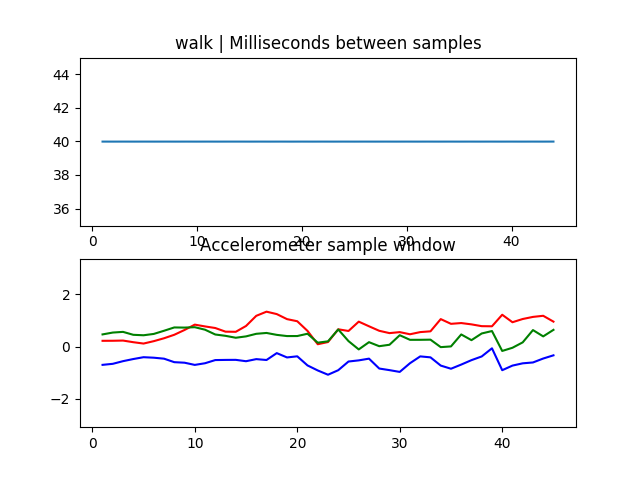 walk | Milliseconds between samples
44
42
40
38
36
0 10 20 30 40
Accelerometer sample window
2
0
−2
0 10 20 30 40